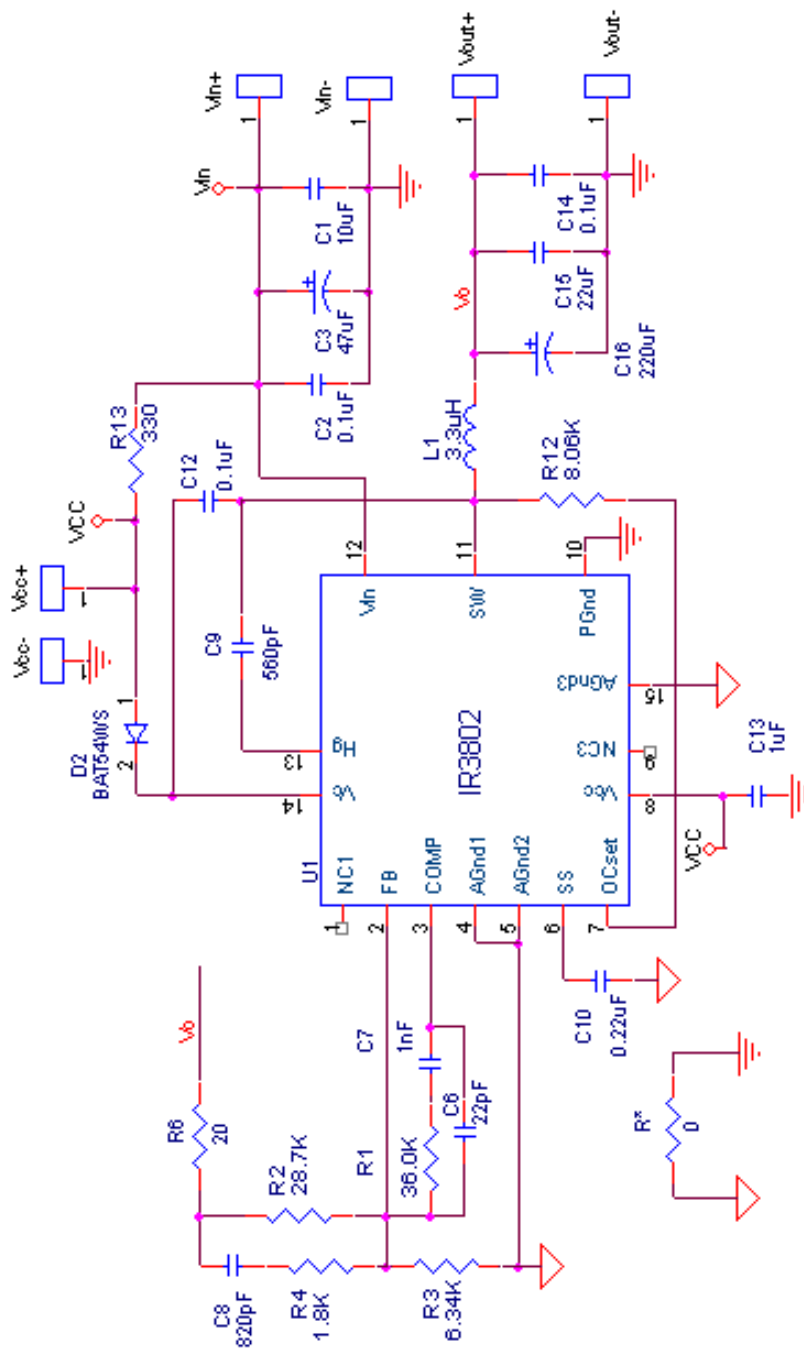 Vo
R6
20
C8
820pF
R2
28.7K
R4
1.8K
R1
36.0K
C7
1nF
C6
22pF
R3
6.34K
C10
0.22uF
R*
0
U1
IR3802
1
NC1
2
FB
3
COMP
4
AGnd1
5
AGnd2
6
SS
7
OCset
8
Vcc
9
NC3
15
AGnd3
10
PGnd
11
SW
12
Vin
13
Hg
14
Vb
VCC
C13
1uF
D2
BAT54WS
2
1
Vcc-
1
Vcc+
1
VCC
R13
330
C12
0.1uF
C9
560pF
C2
0.1uF
C3
47uF
C1
10uF
Vin
Vin+
1
Vin-
1
L1
3.3uH
R12
8.06K
Vo
C16
220uF
C15
22uF
C14
0.1uF
Vout+
1
Vout-
1